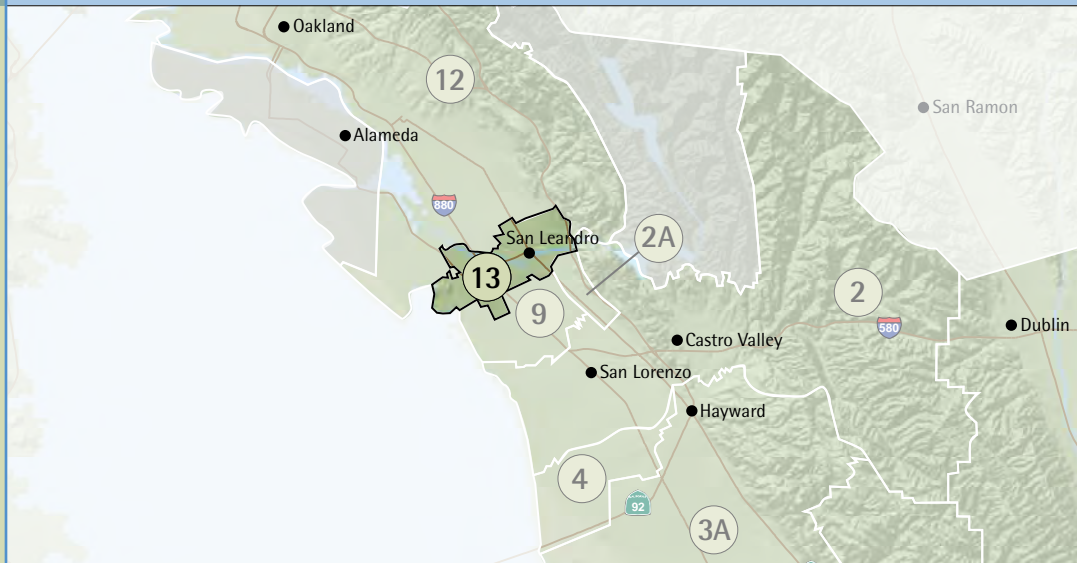 Oakland
12
San Ramon
Alameda
880
San Leandro
2A
13
2
9
580
Dublin
Castro Valley
San Lorenzo
Hayward
4
92
3A